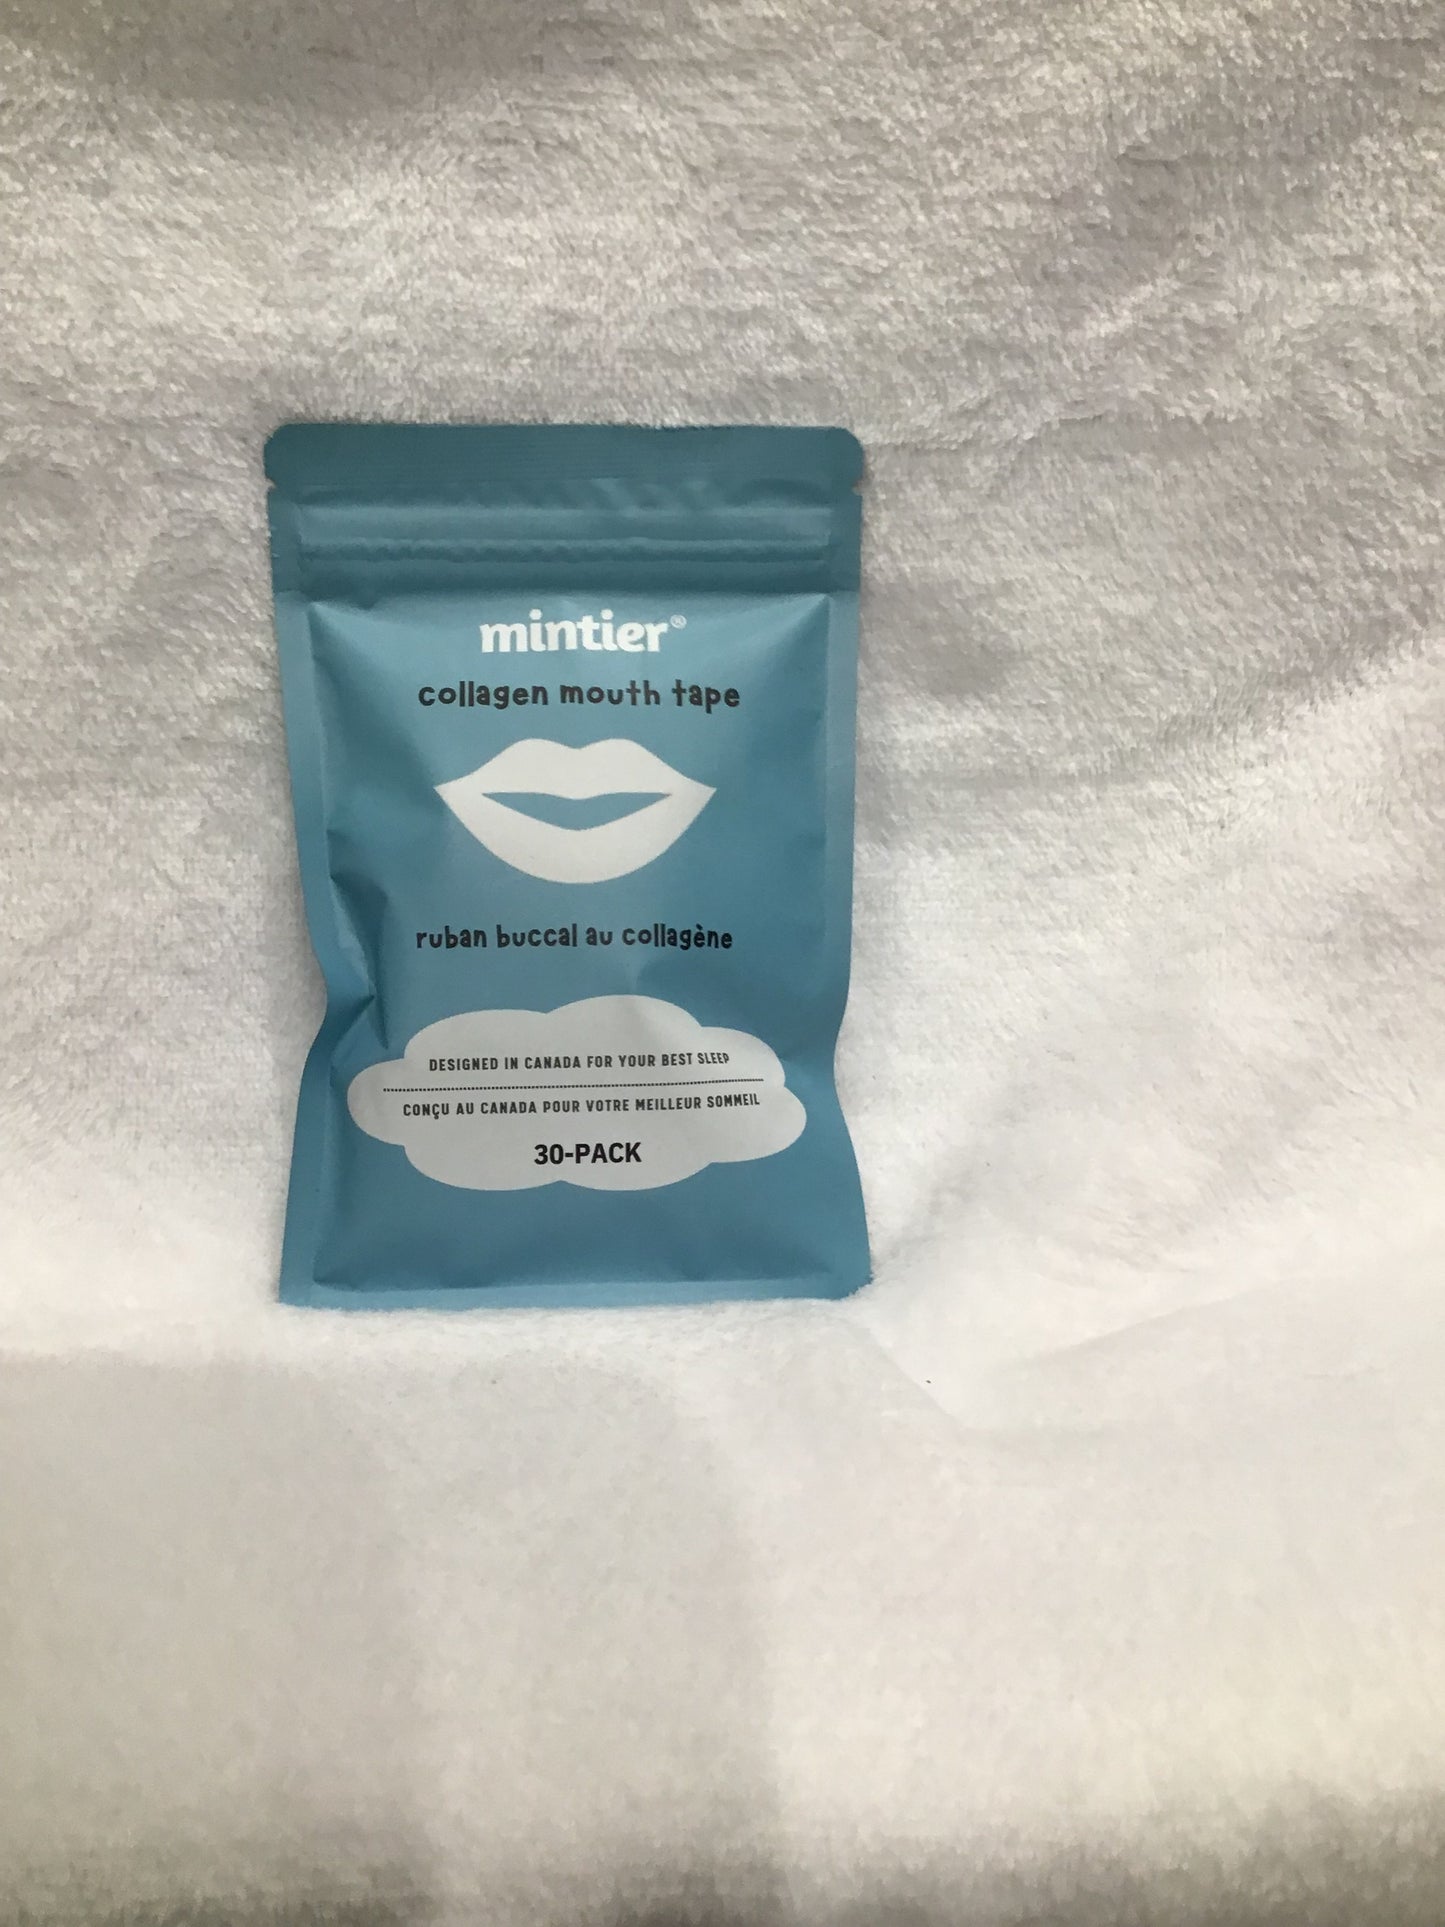 mintier®
collagen mouth tape
ruban buccal au collagène
DESIGNED IN CANADA FOR YOUR BEST SLEEP
CONÇU AU CANADA POUR VOTRE MEILLEUR SOMMEIL
30-PACK